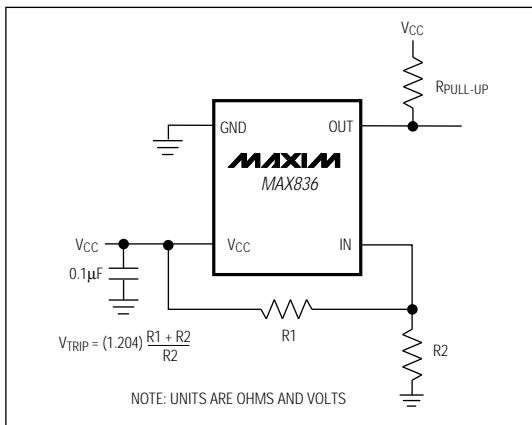 VCC
RPULL-UP
GND
OUT
MAXIM
MAX836
VCC
VCC
IN
0.1µF
R1
R2
VTRIP = (1.204) R1 + R2
R2
NOTE: UNITS ARE OHMS AND VOLTS